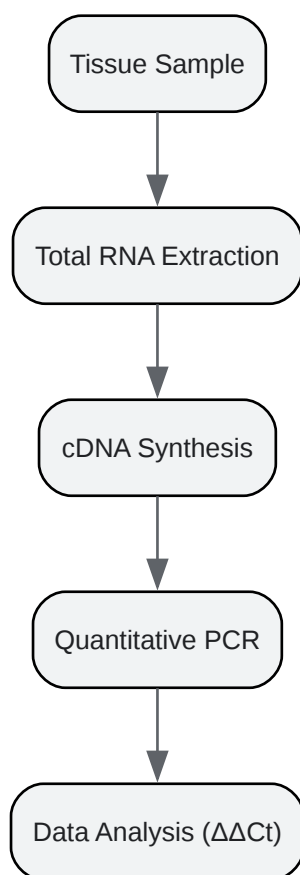 Tissue Sample
Total RNA Extraction
cDNA Synthesis
Quantitative PCR
Data Analysis (ΔΔCt)